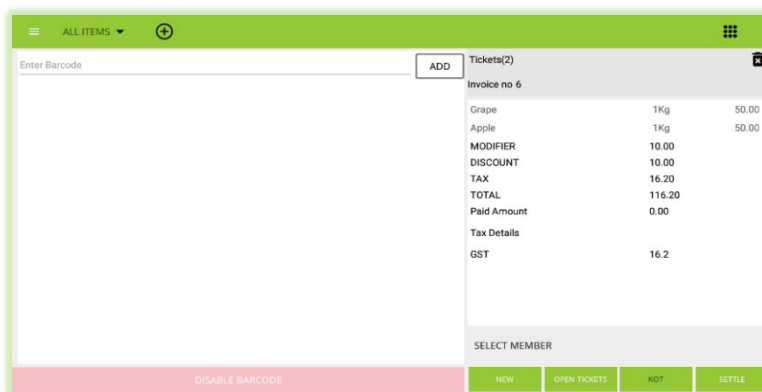 ALL ITEMS
Enter Barcode
ADD
Tickets(2)
Invoice no 6
Grape 1Kg 50.00
Apple 1Kg 50.00
MODIFIER 10.00
DISCOUNT 10.00
TAX 16.20
TOTAL 116.20
Paid Amount 0.00
Tax Details
GST 16.2
SELECT MEMBER
DISABLE BARCODE
NEW OPEN TICKETS KOT SETTLE